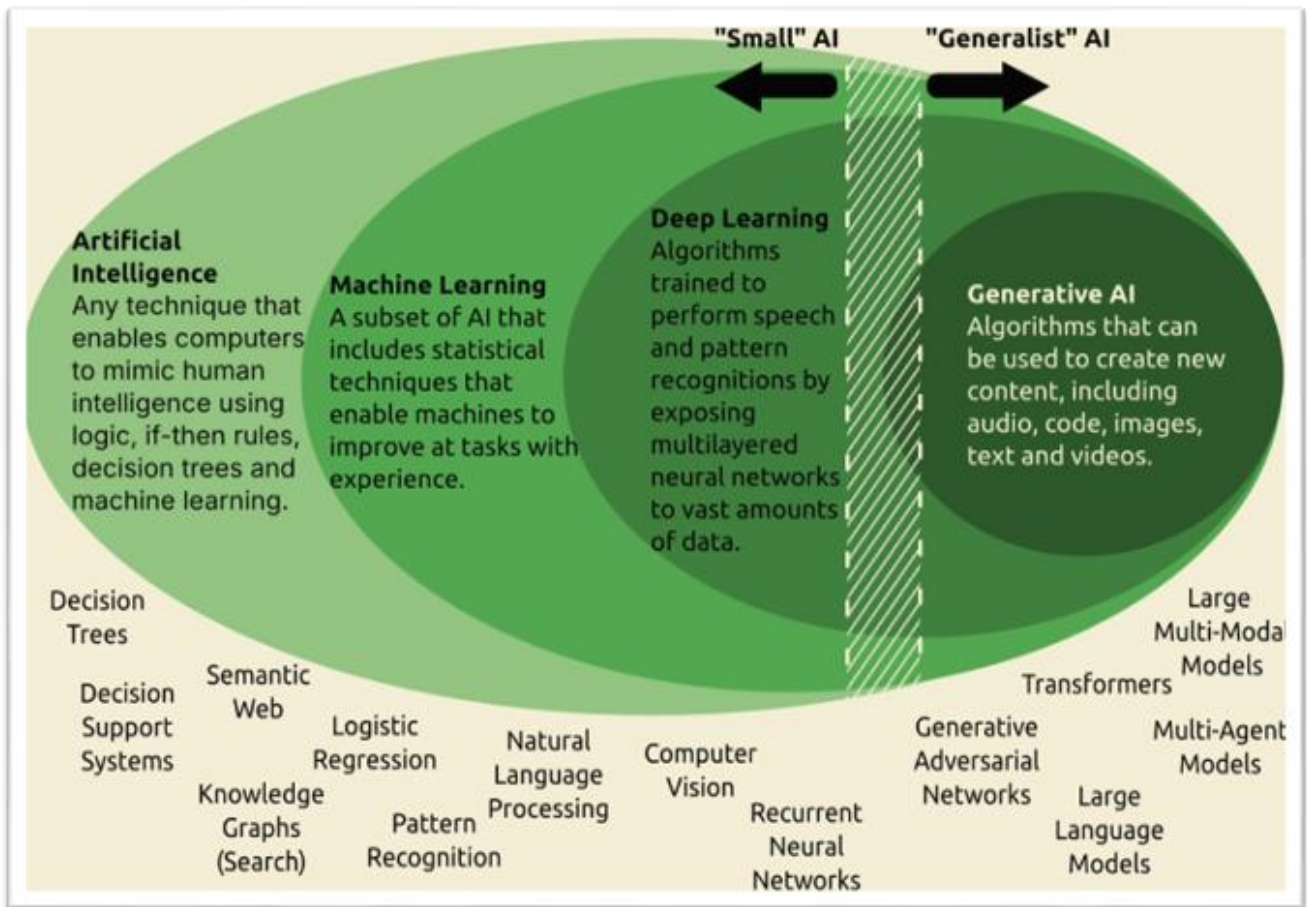 "Small" AI
"Generalist" AI
Artificial
Intelligence
Any technique that
enables computers
to mimic human
intelligence using
logic, if-then rules,
decision trees and
machine learning.
Machine Learning
A subset of AI that
includes statistical
techniques that
enable machines to
improve at tasks with
experience.
Deep Learning
Algorithms
trained to
perform speech
and pattern
recognitions by
exposing
multilayered
neural networks
to vast amounts
of data.
Generative AI
Algorithms that can
be used to create new
content, including
audio, code, images,
text and videos.
Decision
Trees
Decision
Support
Systems
Semantic
Web
Knowledge
Graphs
(Search)
Logistic
Regression
Pattern
Recognition
Natural
Language
Processing
Computer
Vision
Recurrent
Neural
Networks
Generative
Adversarial
Networks
Transformers
Large
Language
Models
Large
Multi-Modal
Models
Multi-Agent
Models